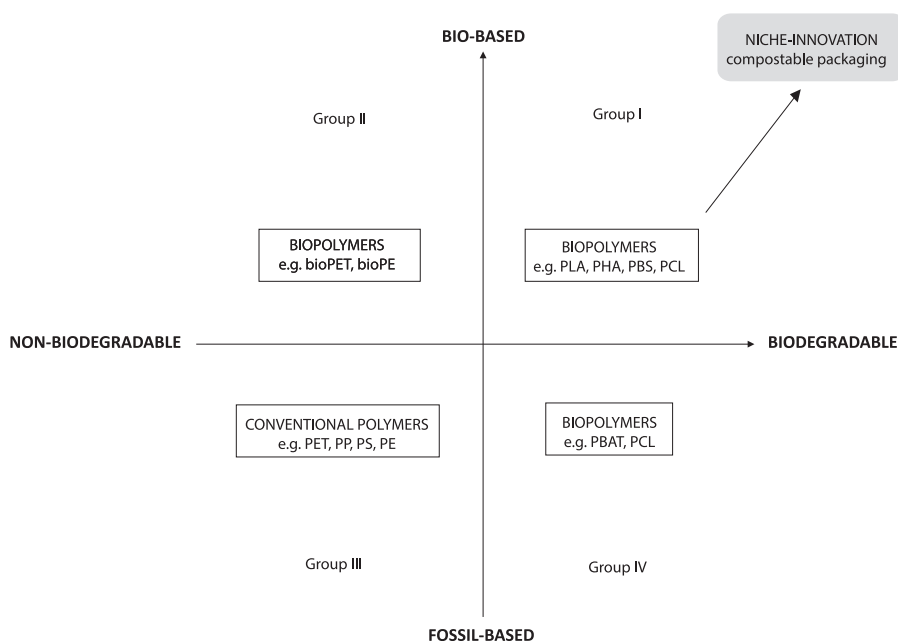 BIO-BASED
NICHE-INNOVATION
compostable packaging
Group II
Group I
BIOPOLYMERS
e.g. bioPET, bioPE
BIOPOLYMERS
e.g. PLA, PHA, PBS, PCL
NON-BIODEGRADABLE
BIODEGRADABLE
CONVENTIONAL POLYMERS
e.g. PET, PP, PS, PE
BIOPOLYMERS
e.g. PBAT, PCL
Group III
Group IV
FOSSIL-BASED